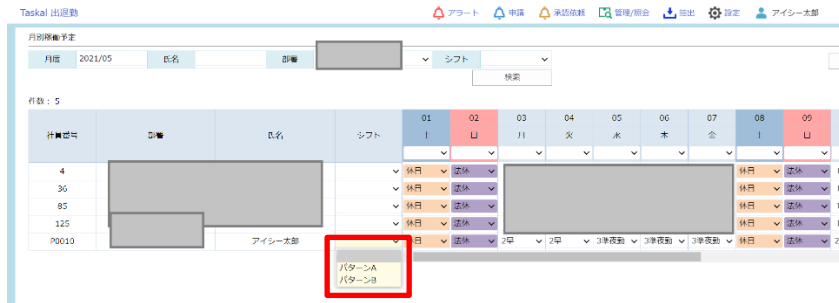 Taskal 出退勤 アラート 申請 承認依頼 管理/照会 抽出 設定 アイシー太郎
月別稼働予定
月度 2021/05 氏名 部署 シフト
検索
件数：5
01 02 03 04 05 06 07 08 09
社員番号 部署 氏名 シフト 土 日 月 火 水 木 金 土 日
4 休日 法休 休日 法休
36 休日 法休 休日 法休
85 休日 法休 休日 法休
125 休日 法休 休日 法休
P0010 アイシー太郎 休日 法休 2早 2早 3準夜勤 3準夜勤 3準夜勤 休日 法休
パターンA
パターンB